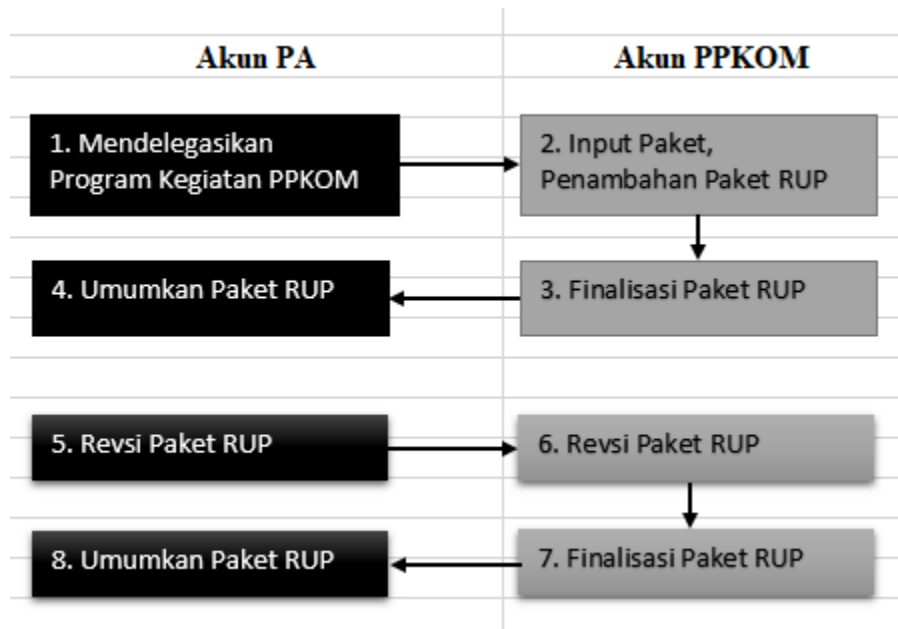 Akun PA
Akun PPKOM
1. Mendelegasikan
Program Kegiatan PPKOM
2. Input Paket,
Penambahan Paket RUP
4. Umumkan Paket RUP
3. Finalisasi Paket RUP
5. Revsi Paket RUP
6. Revsi Paket RUP
8. Umumkan Paket RUP
7. Finalisasi Paket RUP